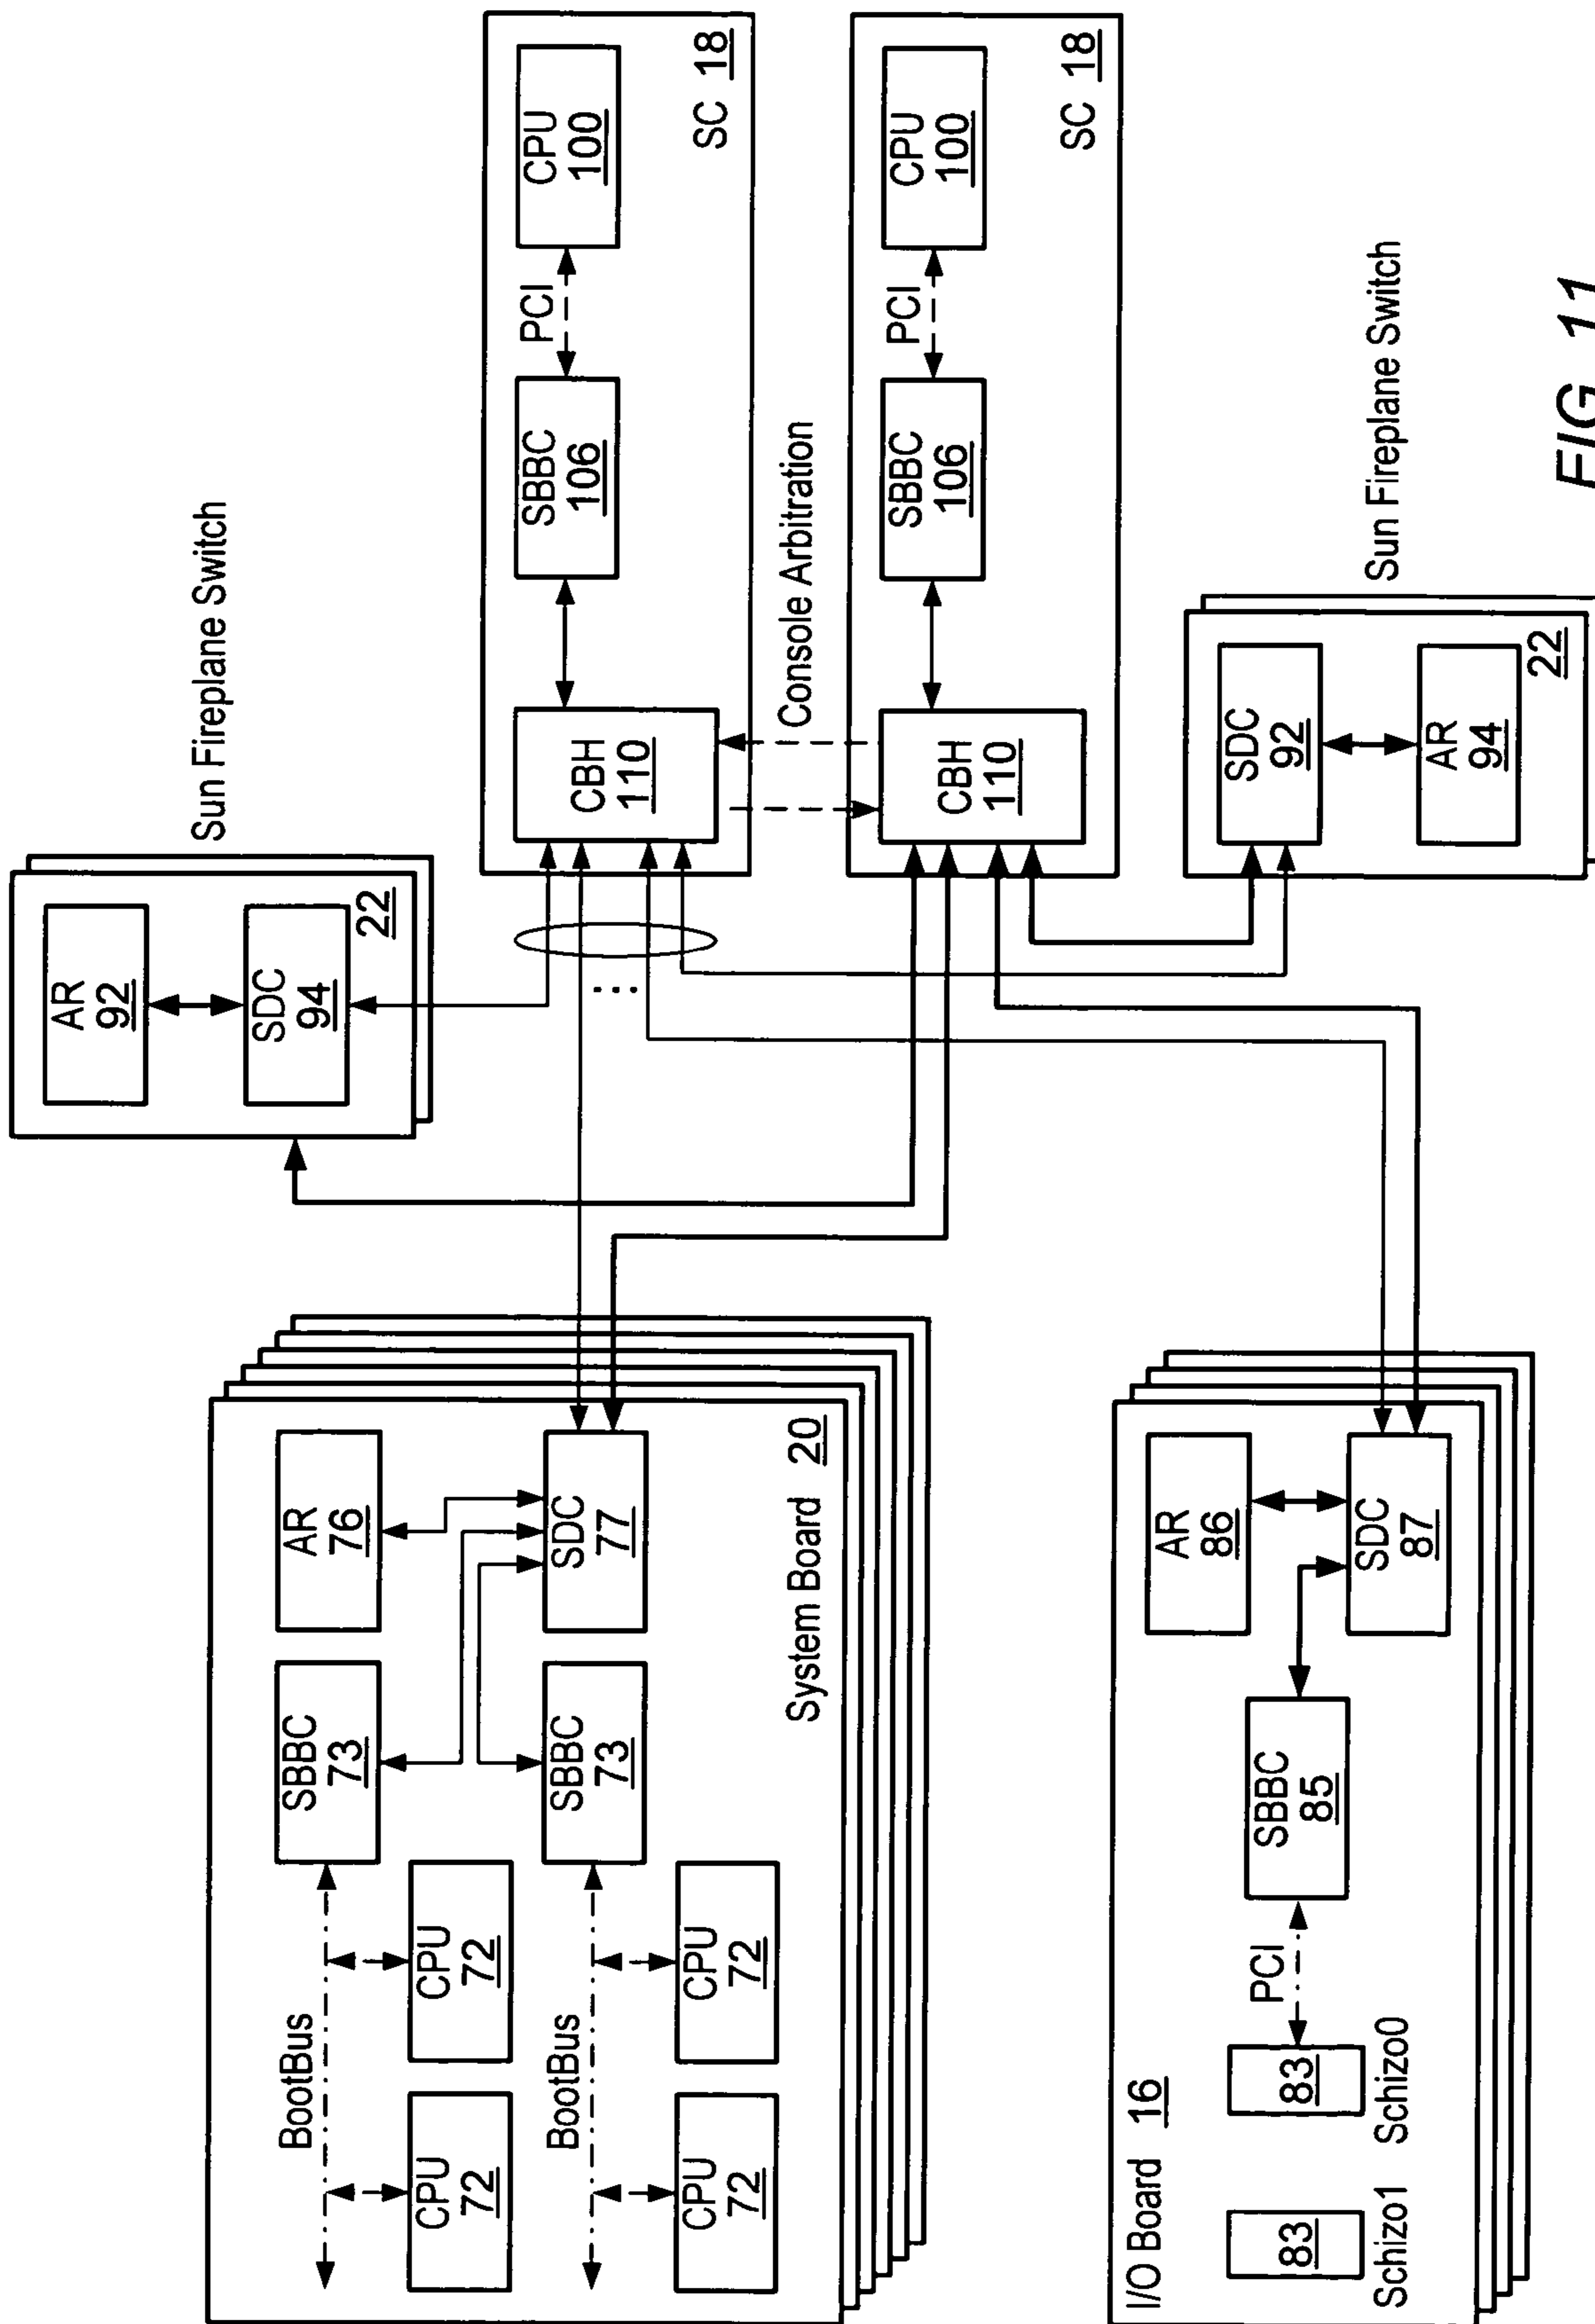 Sun Fireplane Switch
AR
92
SDC
94
22
CPU
100
PCI
SBBC
106
CBH
110
SC 18
Console Arbitration
CPU
100
PCI
SBBC
106
CBH
110
SC 18
Sun Fireplane Switch
SDC
92
AR
94
22
...
BootBus
CPU
72
CPU
72
SBBC
73
AR
76
BootBus
CPU
72
CPU
72
SBBC
73
SDC
77
System Board 20
I/O Board 16
83
Schizo1
83
Schizo0
PCI
SBBC
85
AR
86
SDC
87
FIG. 11